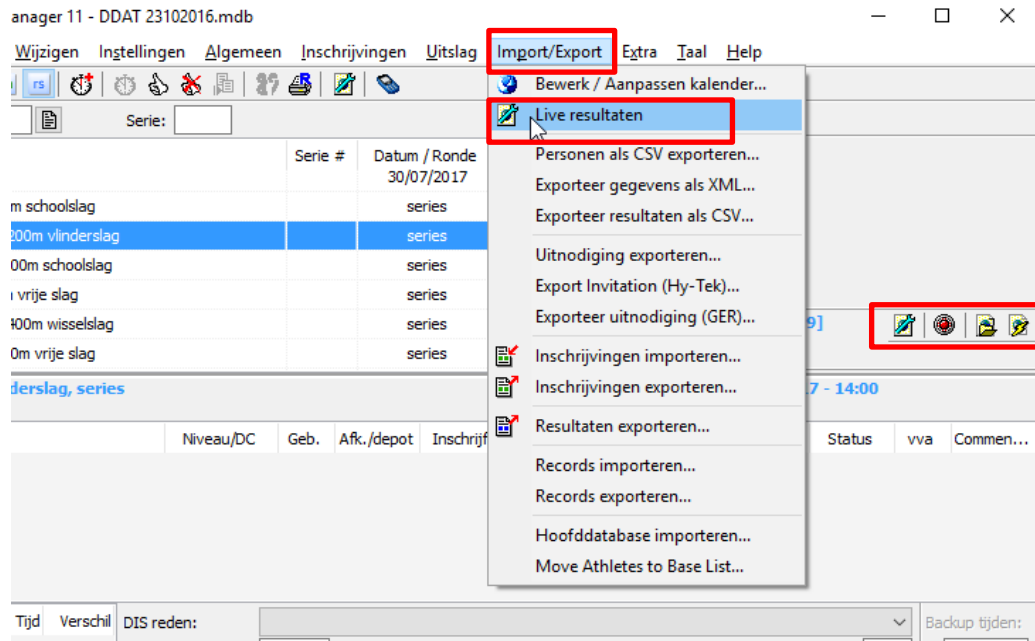 anager 11 - DDAT 23102016.mdb
Wijzigen Instellingen Algemeen Inschrijvingen Uitslag Import/Export Extra Taal Help
rs
Serie:
Bewerk / Aanpassen kalender...
Live resultaten
Personen als CSV exporteren...
Exporteer gegevens als XML...
Exporteer resultaten als CSV...
Uitnodiging exporteren...
Export Invitation (Hy-Tek)...
Exporteer uitnodiging (GER)...
Inschrijvingen importeren...
Inschrijvingen exporteren...
Resultaten exporteren...
Records importeren...
Records exporteren...
Hoofddatabase importeren...
Move Athletes to Base List...
Serie # Datum / Ronde
30/07/2017
m schoolslag series
200m vlinderslag series
00m schoolslag series
vrije slag series
400m wisselslag series
0m vrije slag series
9]
derslag, series 7 - 14:00
Niveau/DC Geb. Afk./depot Inschrijf Status vva Commen...
Tijd Verschil DIS reden: Backup tijden: